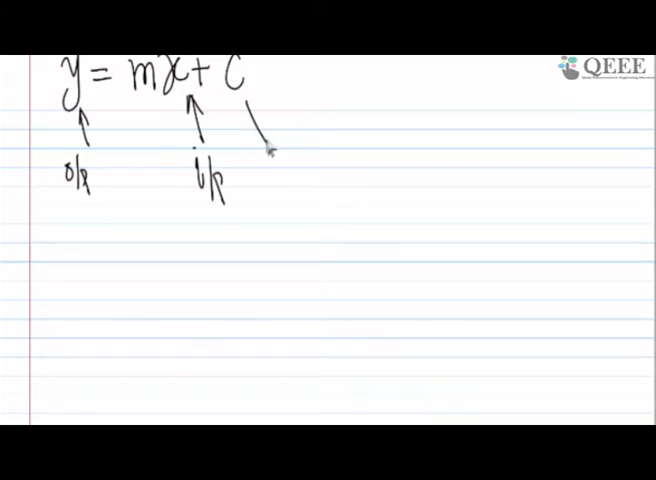 QEEE
y = mx + c
o/p i/p